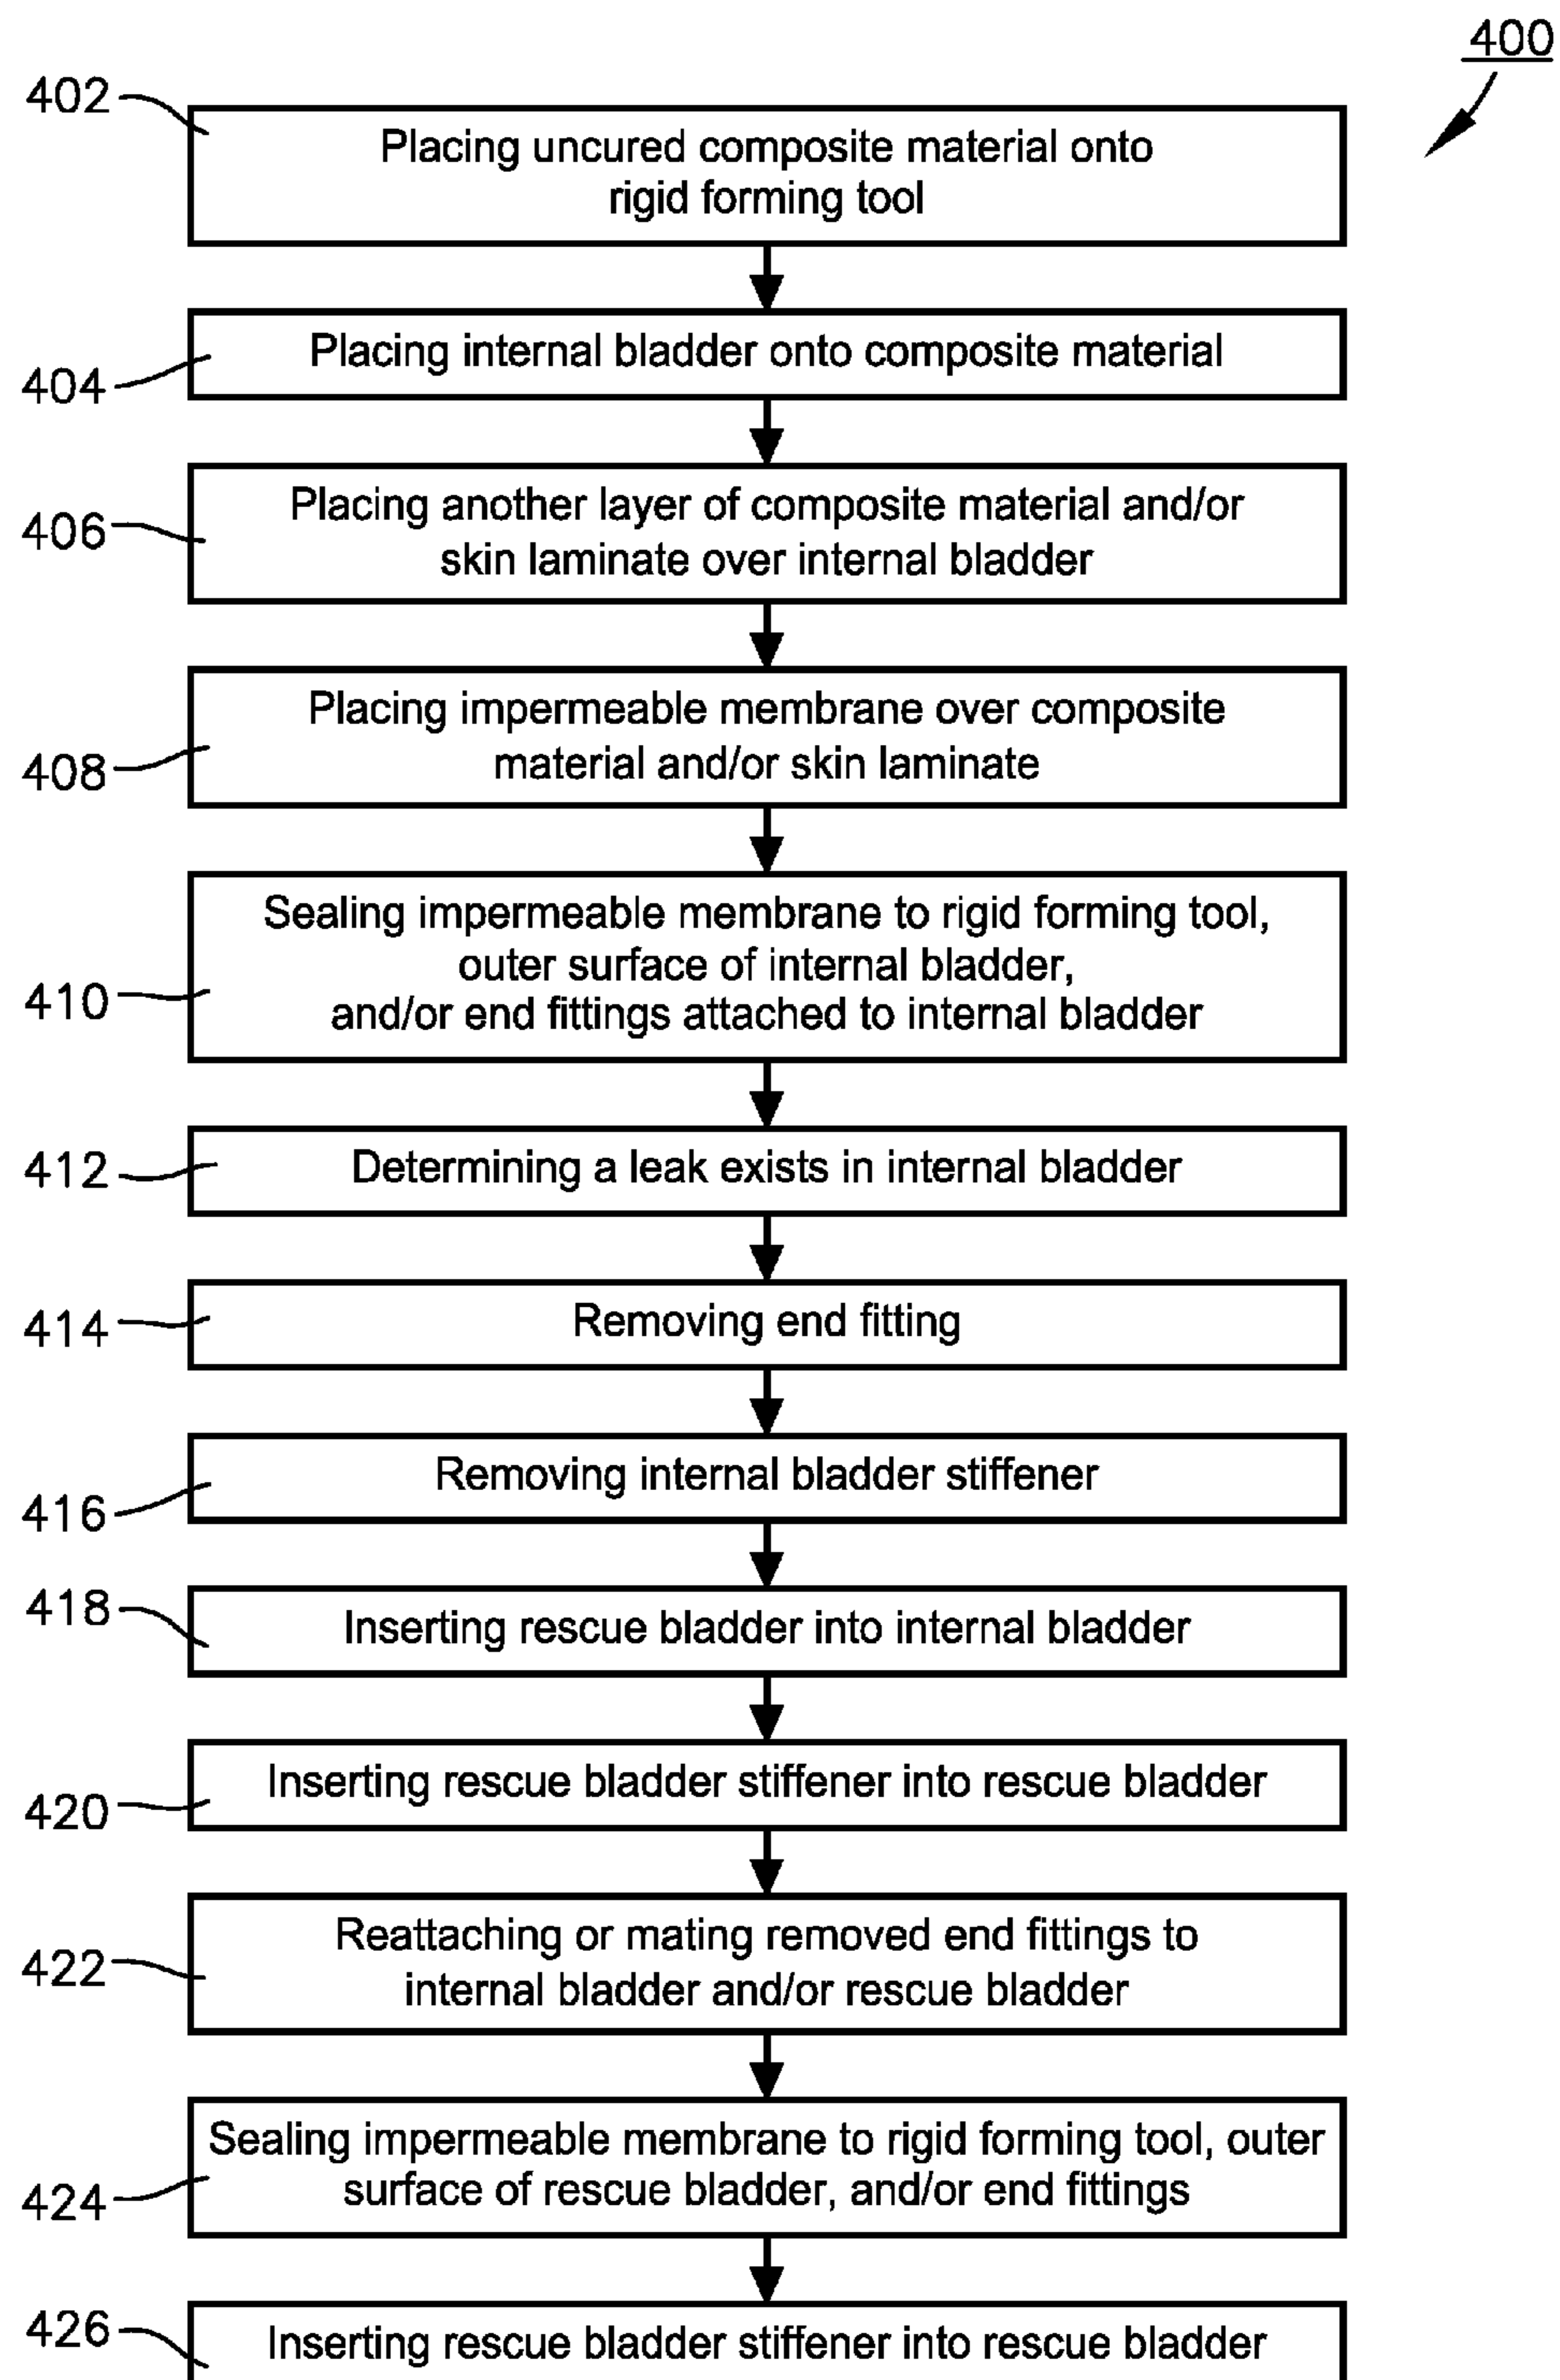 400
402
Placing uncured composite material onto
rigid forming tool
404
Placing internal bladder onto composite material
406
Placing another layer of composite material and/or
skin laminate over internal bladder
408
Placing impermeable membrane over composite
material and/or skin laminate
410
Sealing impermeable membrane to rigid forming tool,
outer surface of internal bladder,
and/or end fittings attached to internal bladder
412
Determining a leak exists in internal bladder
414
Removing end fitting
416
Removing internal bladder stiffener
418
Inserting rescue bladder into internal bladder
420
Inserting rescue bladder stiffener into rescue bladder
422
Reattaching or mating removed end fittings to
internal bladder and/or rescue bladder
424
Sealing impermeable membrane to rigid forming tool, outer
surface of rescue bladder, and/or end fittings
426
Inserting rescue bladder stiffener into rescue bladder